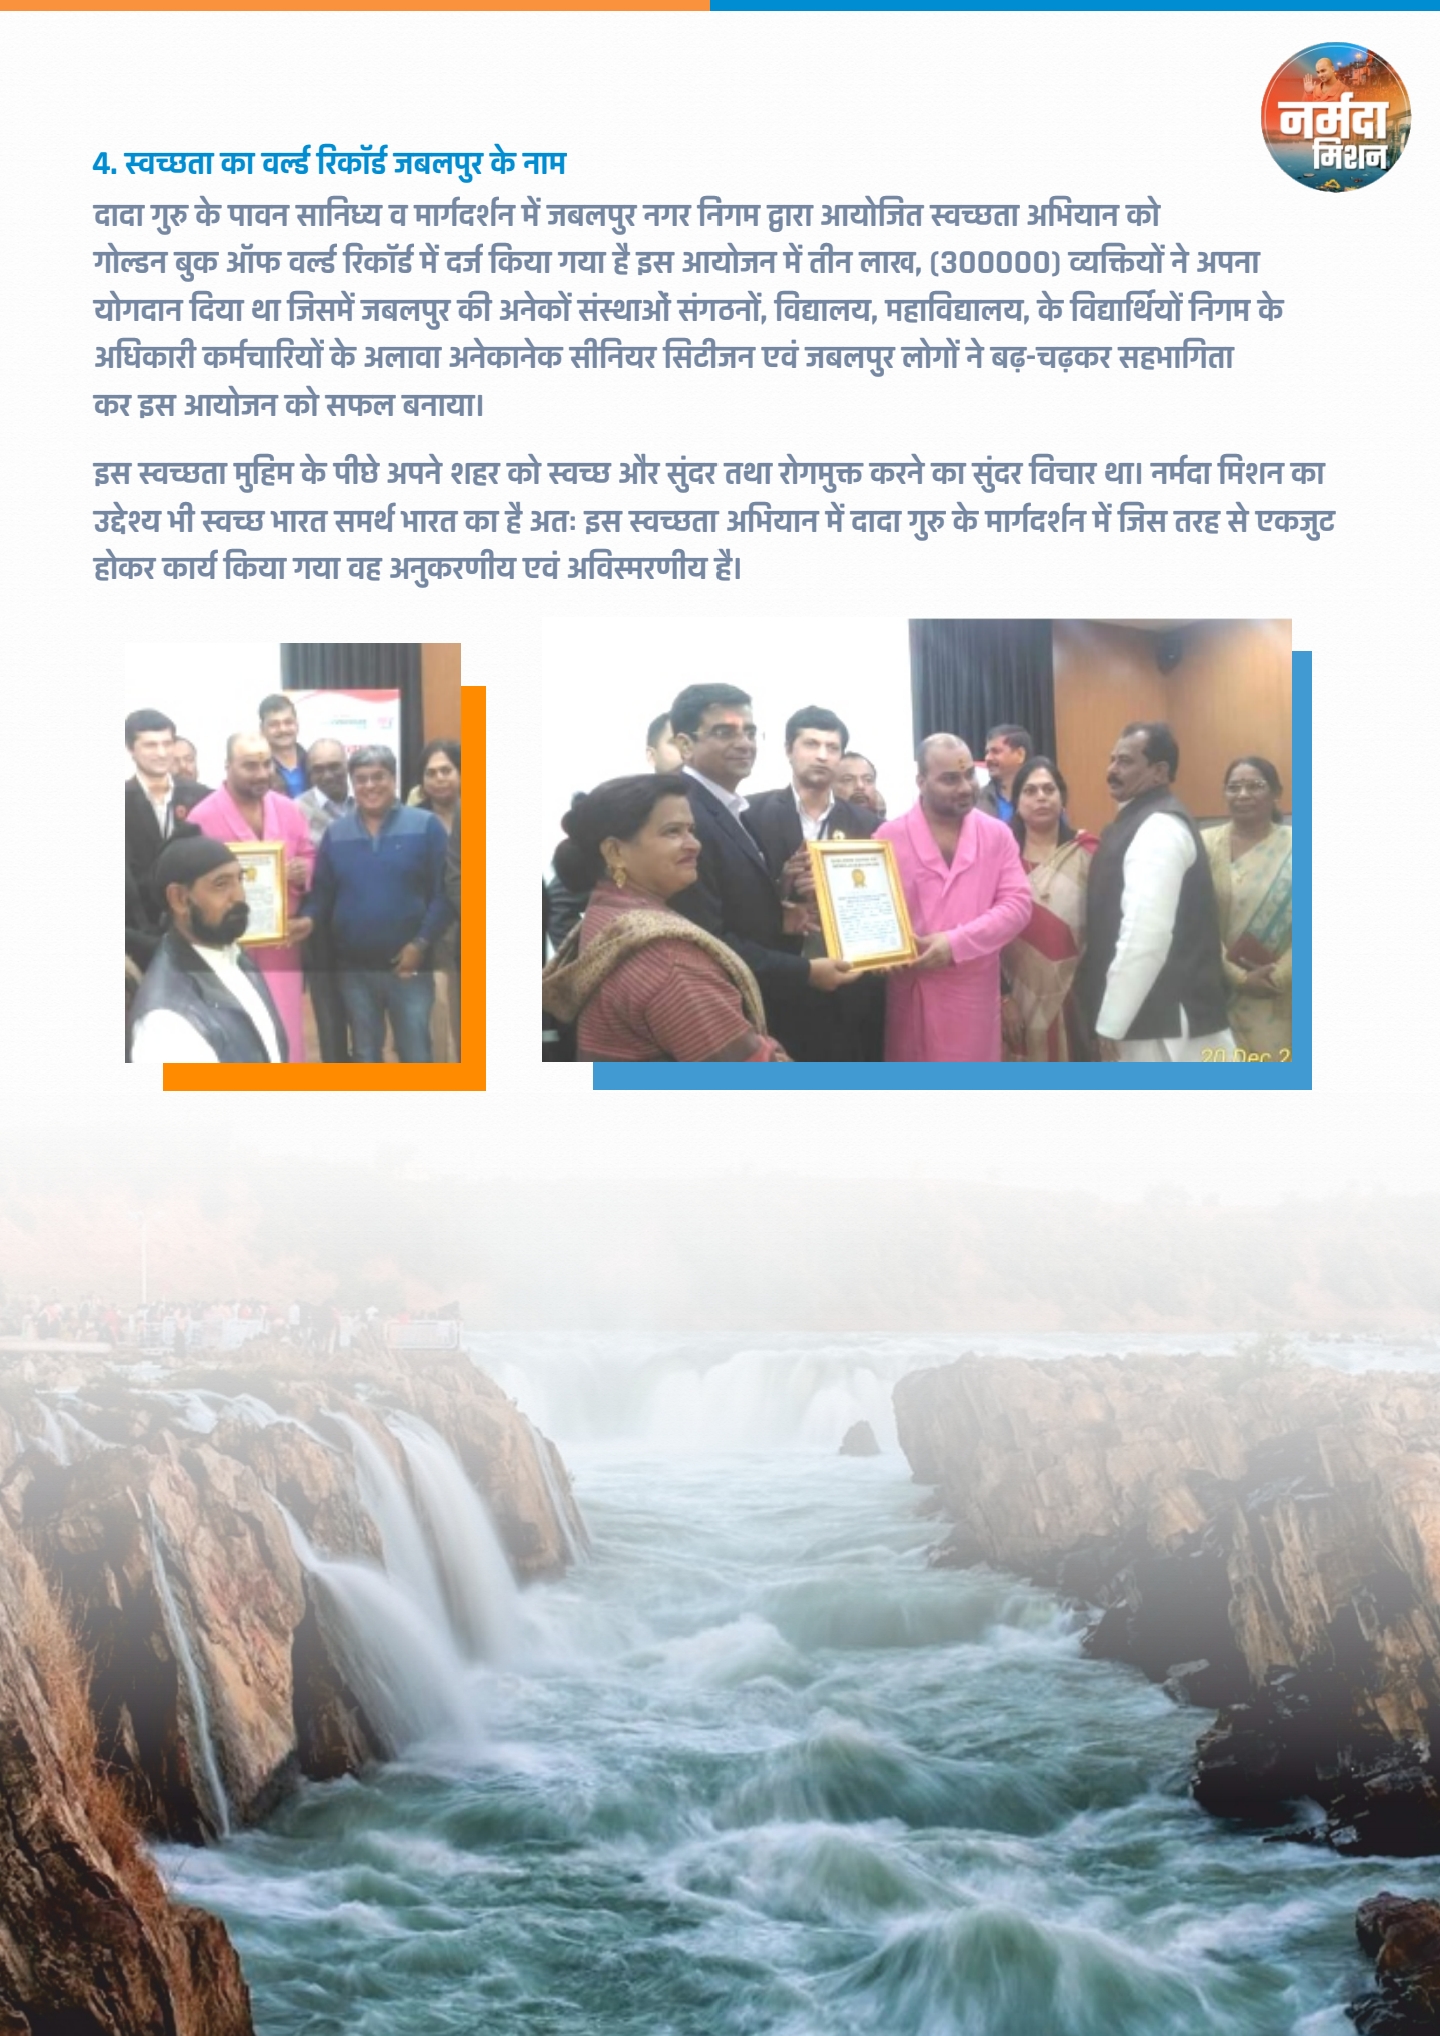 नर्मदा
मिशन
4. स्वच्छता का वर्ल्ड रिकॉर्ड जबलपुर के नाम
दादा गुरु के पावन सानिध्य व मार्गदर्शन में जबलपुर नगर निगम द्वारा आयोजित स्वच्छता अभियान को
गोल्डन बुक ऑफ वर्ल्ड रिकॉर्ड में दर्ज किया गया है इस आयोजन में तीन लाख, (300000) व्यक्तियों ने अपना
योगदान दिया था जिसमें जबलपुर की अनेकों संस्थाओं संगठनों, विद्यालय, महाविद्यालय, के विद्यार्थियों निगम के
अधिकारी कर्मचारियों के अलावा अनेकानेक सीनियर सिटीजन एवं जबलपुर लोगों ने बढ़-चढ़कर सहभागिता
कर इस आयोजन को सफल बनाया।
इस स्वच्छता मुहिम के पीछे अपने शहर को स्वच्छ और सुंदर तथा रोगमुक्त करने का सुंदर विचार था। नर्मदा मिशन का
उद्देश्य भी स्वच्छ भारत समर्थ भारत का है अतः इस स्वच्छता अभियान में दादा गुरु के मार्गदर्शन में जिस तरह से एकजुट
होकर कार्य किया गया वह अनुकरणीय एवं अविस्मरणीय है।
20 Dec 2